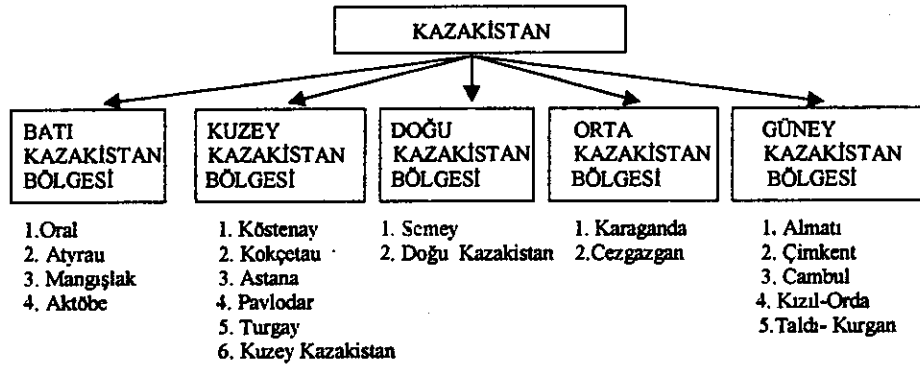 KAZAKİSTAN
BATI
KAZAKİSTAN
BÖLGESİ
1.Oral
2. Atyrau
3. Mangışlak
4. Aktöbe
KUZEY
KAZAKİSTAN
BÖLGESİ
1. Köstenay
2. Kokçetau
3. Astana
4. Pavlodar
5. Turgay
6. Kuzey Kazakistan
DOĞU
KAZAKİSTAN
BÖLGESİ
1. Semey
2. Doğu Kazakistan
ORTA
KAZAKİSTAN
BÖLGESİ
1. Karaganda
2.Cezgazgan
GÜNEY
KAZAKİSTAN
BÖLGESİ
1. Almatı
2. Çimkent
3. Cambul
4. Kızıl-Orda
5.Taldı- Kurgan